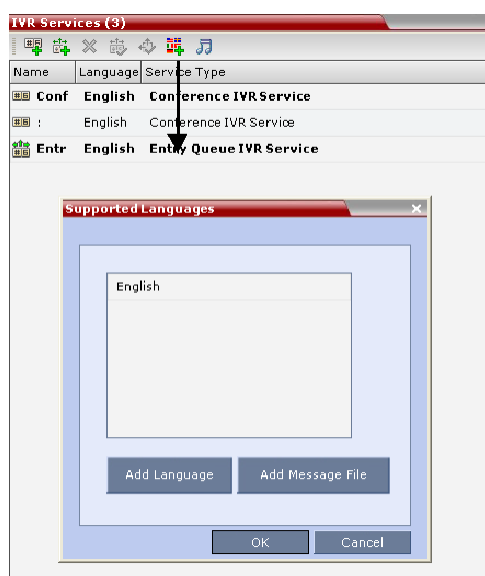 IVR Services (3)
Name Language Service Type
Conf English Conference IVR Service
: English Conference IVR Service
Entr English Entry Queue IVR Service
Supported Languages
English
Add Language Add Message File
OK Cancel